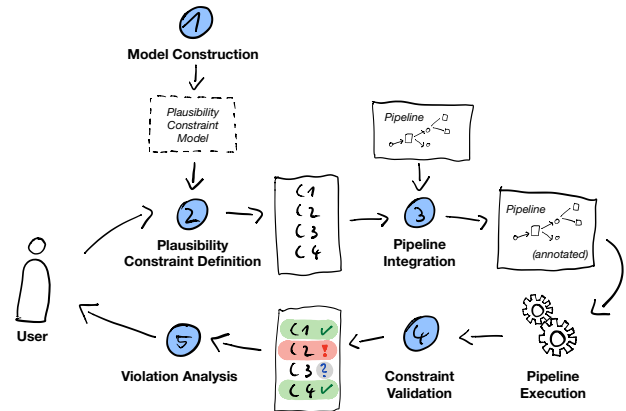 1
Model Construction
Plausibility
Constraint
Model
Pipeline
2
Plausibility
Constraint Definition
C1
C2
C3
C4
3
Pipeline
Integration
Pipeline
(annotated)
User
5
Violation Analysis
C1 ✓
C2 !
C3 ?
C4 ✓
4
Constraint
Validation
Pipeline
Execution